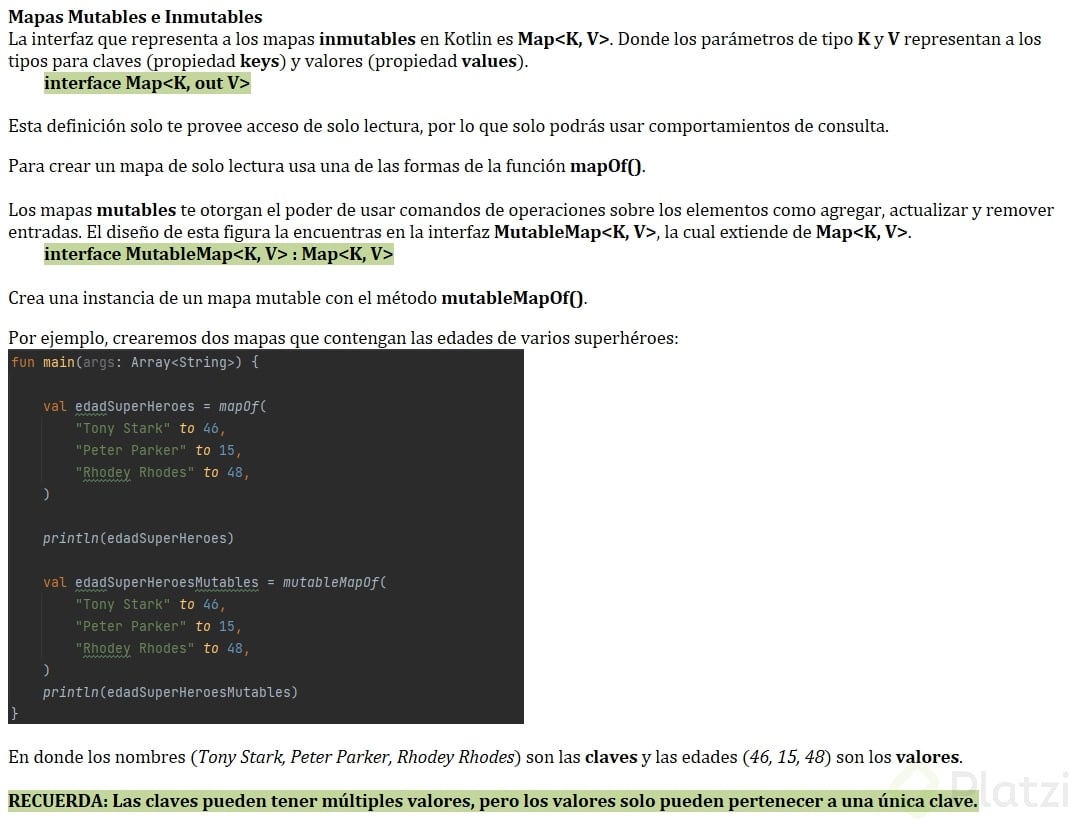 Mapas Mutables e Inmutables
La interfaz que representa a los mapas inmutables en Kotlin es Map<K, V>. Donde los parámetros de tipo K y V representan a los
tipos para claves (propiedad keys) y valores (propiedad values).
interface Map<K, out V>
Esta definición solo te provee acceso de solo lectura, por lo que solo podrás usar comportamientos de consulta.
Para crear un mapa de solo lectura usa una de las formas de la función mapOf().
Los mapas mutables te otorgan el poder de usar comandos de operaciones sobre los elementos como agregar, actualizar y remover
entradas. El diseño de esta figura la encuentras en la interfaz MutableMap<K, V>, la cual extiende de Map<K, V>.
interface MutableMap<K, V> : Map<K, V>
Crea una instancia de un mapa mutable con el método mutableMapOf().
Por ejemplo, crearemos dos mapas que contengan las edades de varios superhéroes:
fun main(args: Array<String>) {
val edadSuperHeroes = mapOf(
"Tony Stark" to 46,
"Peter Parker" to 15,
"Rhodey Rhodes" to 48,
)
println(edadSuperHeroes)
val edadSuperHeroesMutables = mutableMapOf(
"Tony Stark" to 46,
"Peter Parker" to 15,
"Rhodey Rhodes" to 48,
)
println(edadSuperHeroesMutables)
}
En donde los nombres (Tony Stark, Peter Parker, Rhodey Rhodes) son las claves y las edades (46, 15, 48) son los valores.
RECUERDA: Las claves pueden tener múltiples valores, pero los valores solo pueden pertenecer a una única clave.
Platzi